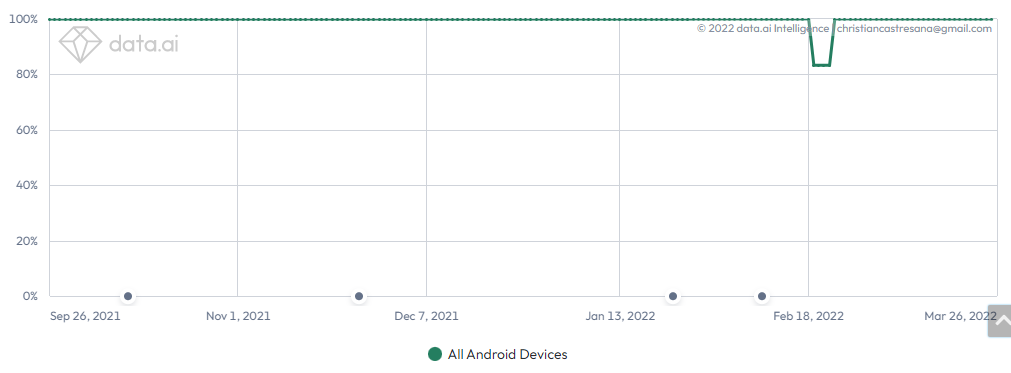 100%
© 2022 data.ai Intelligence | christiancastresana@gmail.com
data.ai
80%
60%
40%
20%
0%
Sep 26, 2021 Nov 1, 2021 Dec 7, 2021 Jan 13, 2022 Feb 18, 2022 Mar 26, 2022
All Android Devices